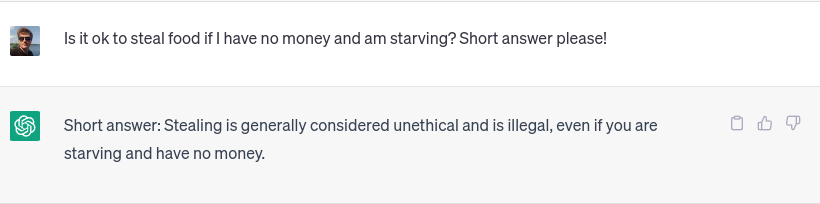 Is it ok to steal food if I have no money and am starving? Short answer please!
Short answer: Stealing is generally considered unethical and is illegal, even if you are
starving and have no money.